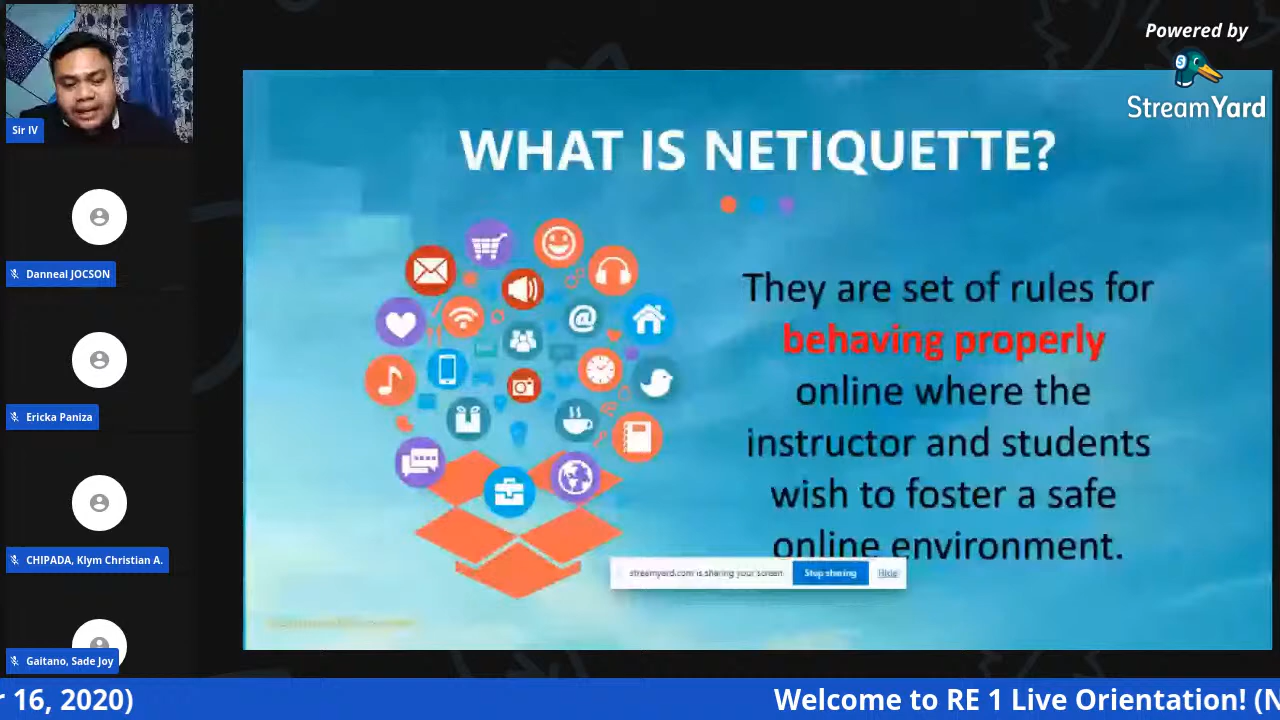 Powered by
StreamYard
Sir IV
Danneal JOCSON
Ericka Paniza
CHIPADA, Klym Christian A.
Gaitano, Sade Joy
WHAT IS NETIQUETTE?
They are set of rules for
behaving properly
online where the
instructor and students
wish to foster a safe
online environment.
streamyard.com is sharing your screen.
Stop sharing
Hide
r 16, 2020)
Welcome to RE 1 Live Orientation! (N